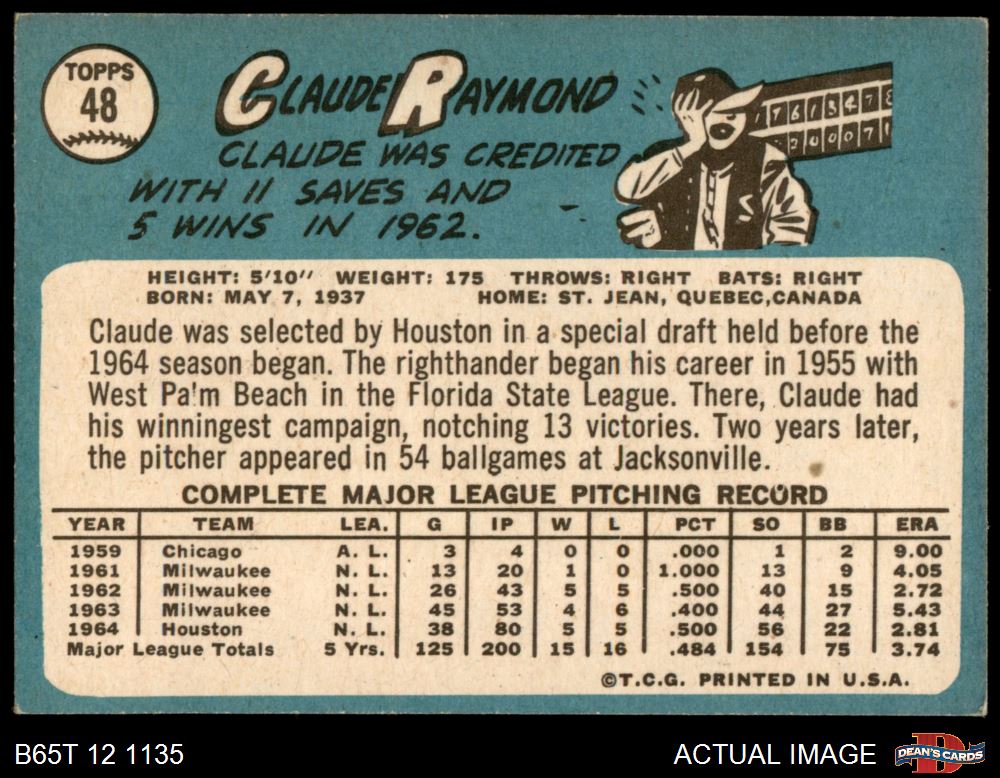 TOPPS
48
CLAUDE RAYMOND
CLAUDE WAS CREDITED
WITH 11 SAVES AND
5 WINS IN 1962.
HEIGHT: 5'10" WEIGHT: 175 THROWS: RIGHT BATS: RIGHT
BORN: MAY 7, 1937 HOME: ST. JEAN, QUEBEC, CANADA
Claude was selected by Houston in a special draft held before the
1964 season began. The righthander began his career in 1955 with
West Pa'm Beach in the Florida State League. There, Claude had
his winningest campaign, notching 13 victories. Two years later,
the pitcher appeared in 54 ballgames at Jacksonville.
COMPLETE MAJOR LEAGUE PITCHING RECORD
YEAR TEAM LEA. G IP W L PCT SO BB ERA
1959 Chicago A. L. 3 4 0 0 .000 1 2 9.00
1961 Milwaukee N. L. 13 20 1 0 1.000 13 9 4.05
1962 Milwaukee N. L. 26 43 5 5 .500 40 15 2.72
1963 Milwaukee N. L. 45 53 4 6 .400 44 27 5.43
1964 Houston N. L. 38 80 5 5 .500 56 22 2.81
Major League Totals 5 Yrs. 125 200 15 16 .484 154 75 3.74
©T.C.G. PRINTED IN U.S.A.
B65T 12 1135 ACTUAL IMAGE DEAN'S CARDS